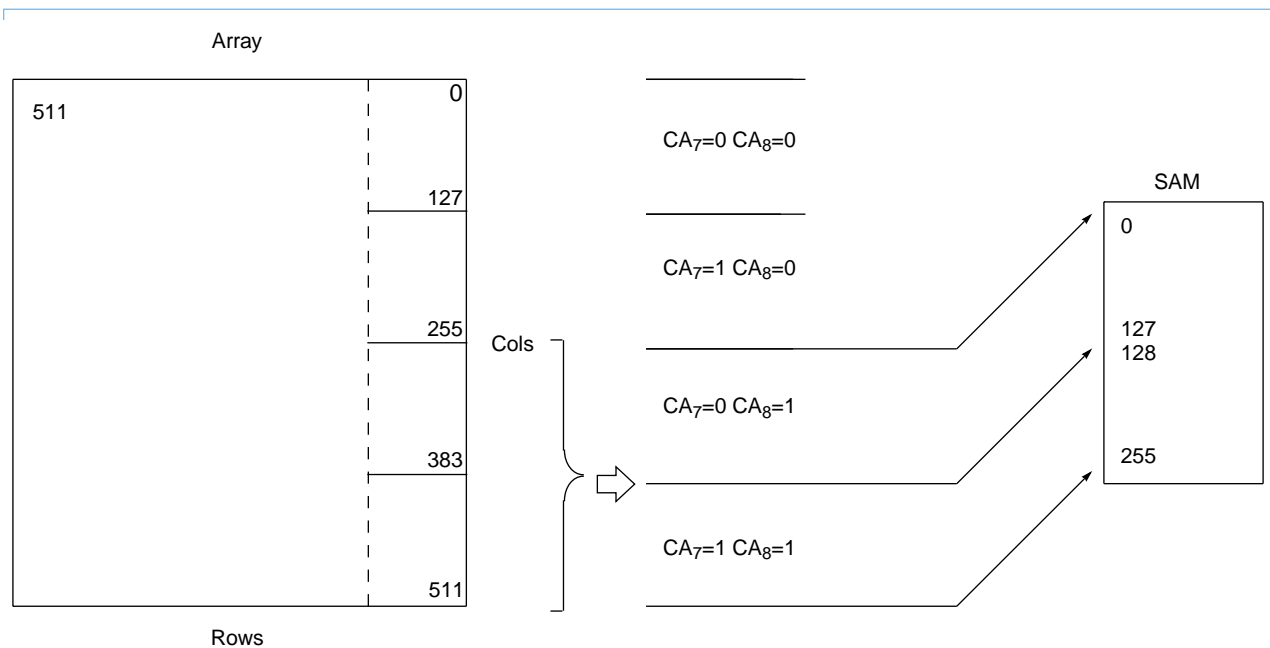 Array
511
0
127
255
383
511
Rows
Cols
CA7=0 CA8=0
CA7=1 CA8=0
CA7=0 CA8=1
CA7=1 CA8=1
SAM
0
127
128
255